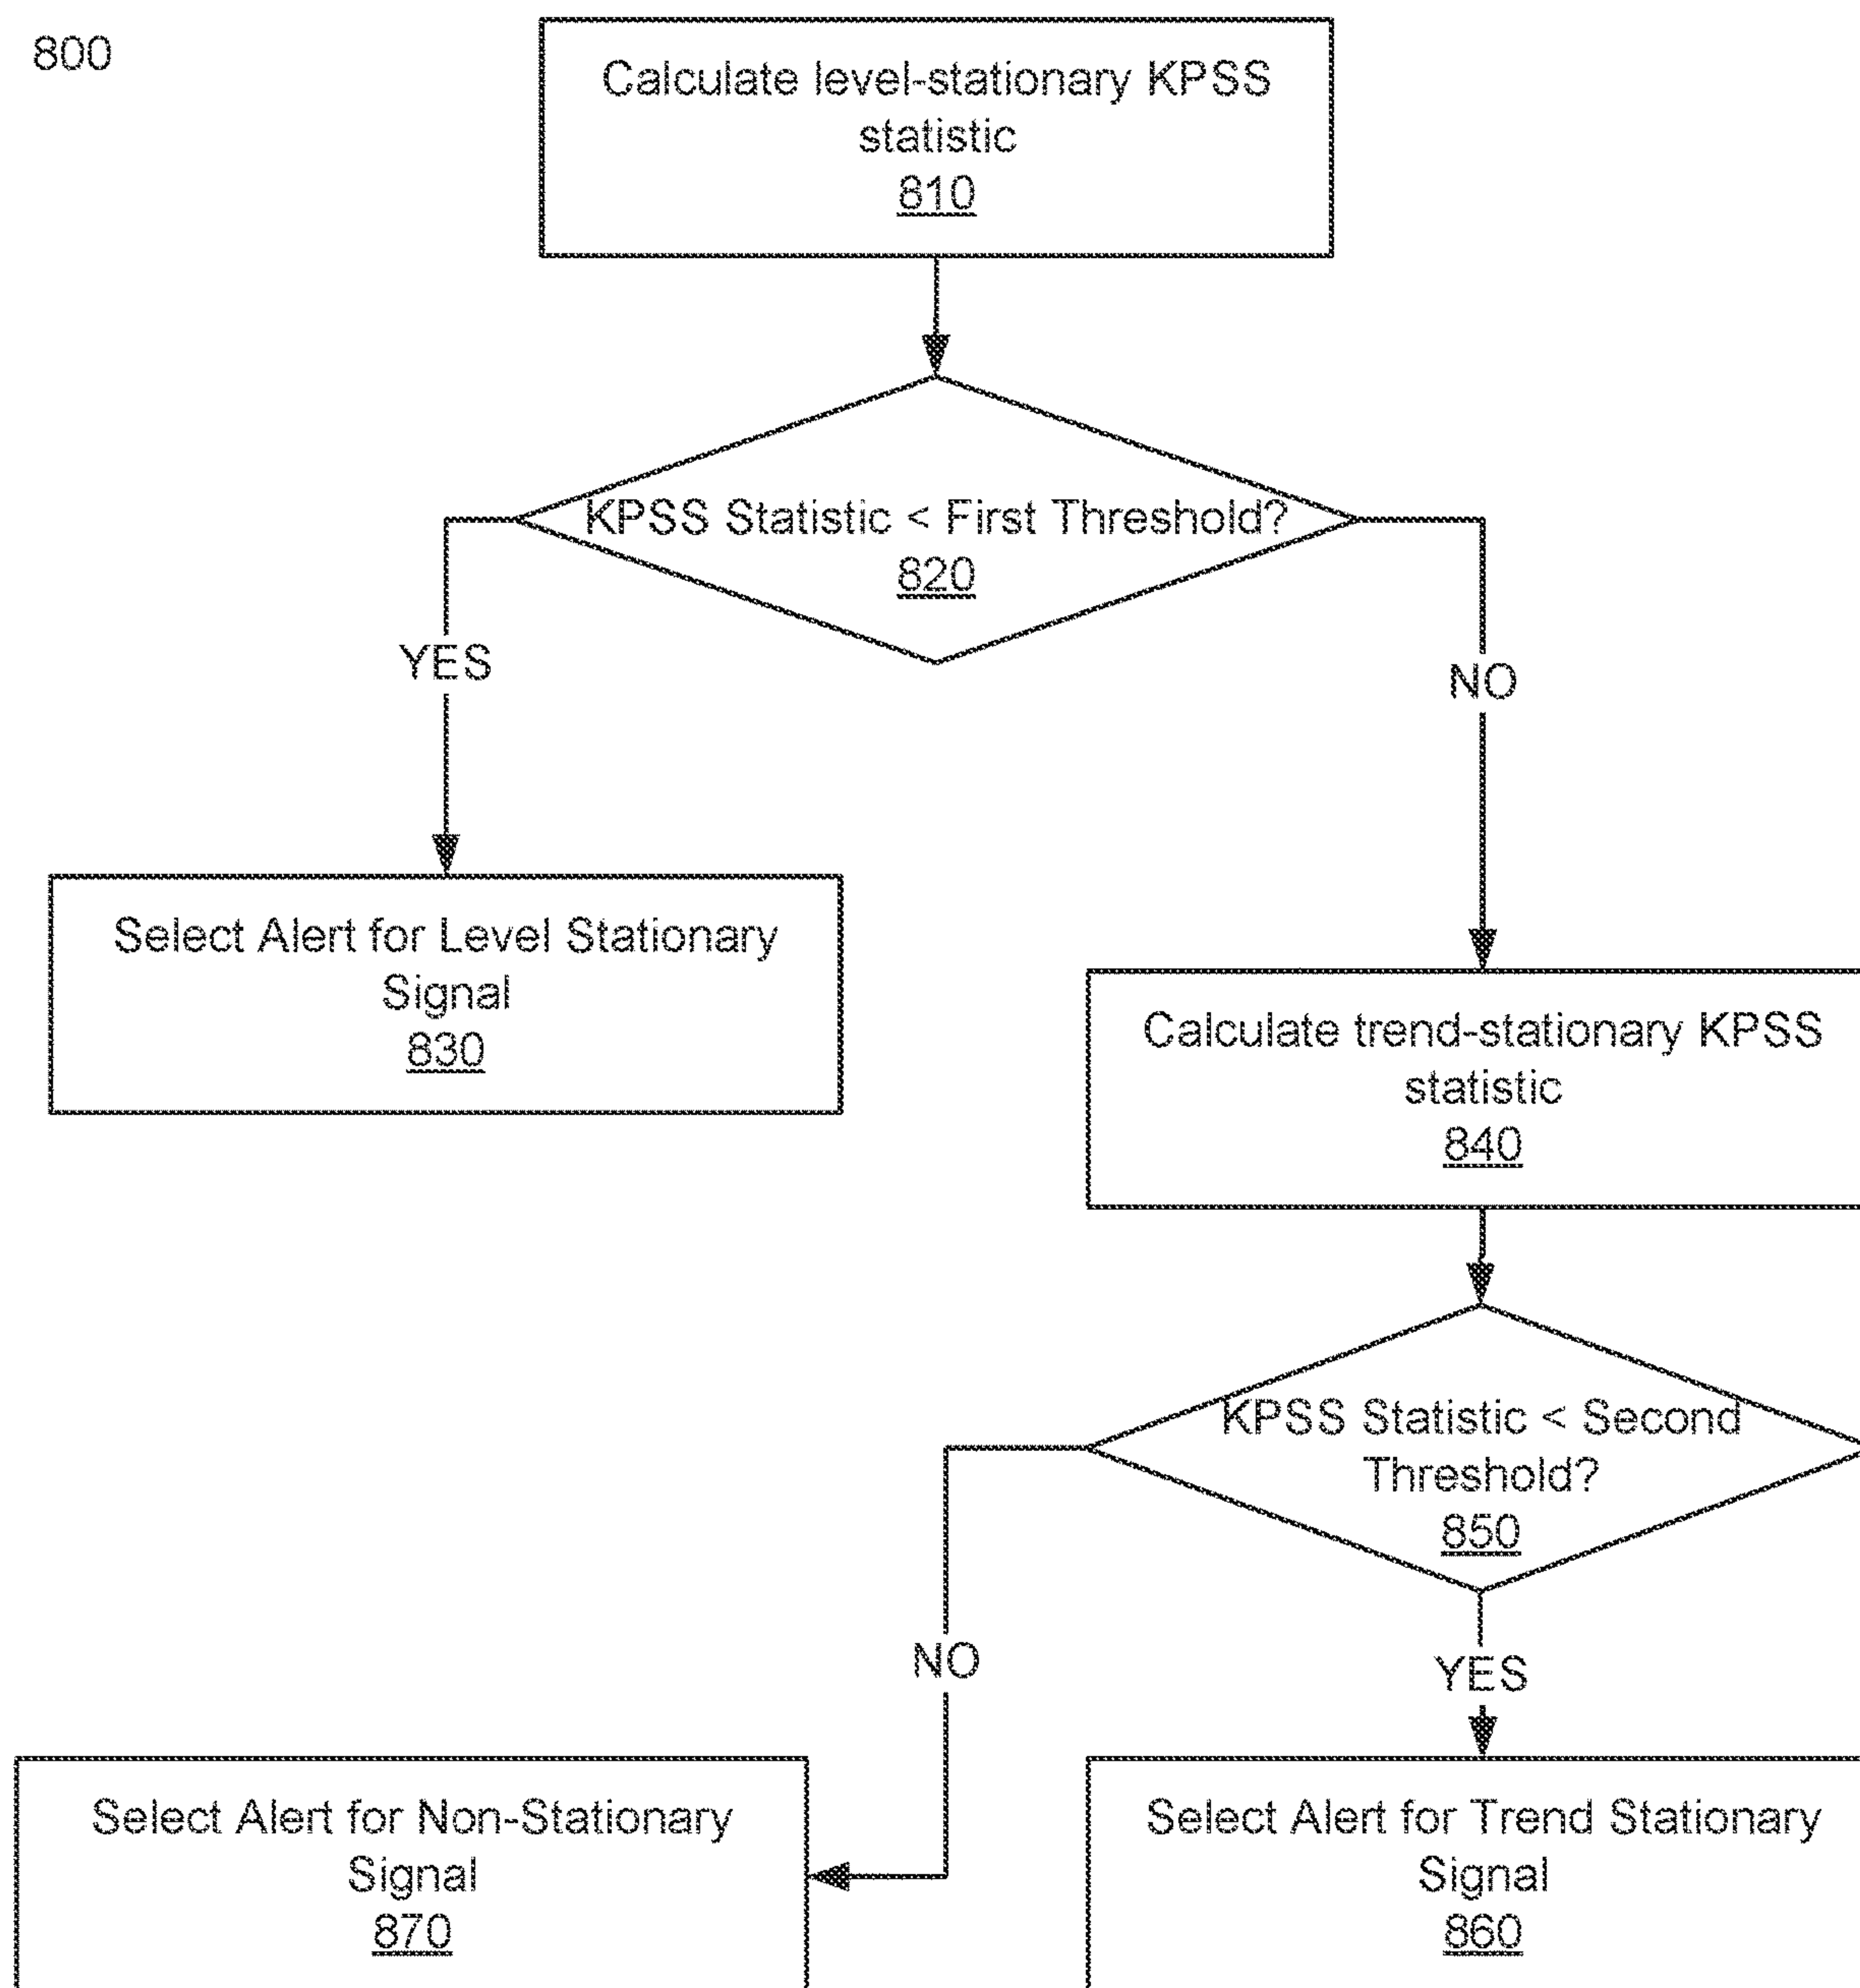 800
Calculate level-stationary KPSS
statistic
810
KPSS Statistic < First Threshold?
820
YES
NO
Select Alert for Level Stationary
Signal
830
Calculate trend-stationary KPSS
statistic
840
KPSS Statistic < Second
Threshold?
850
NO
YES
Select Alert for Non-Stationary
Signal
870
Select Alert for Trend Stationary
Signal
860